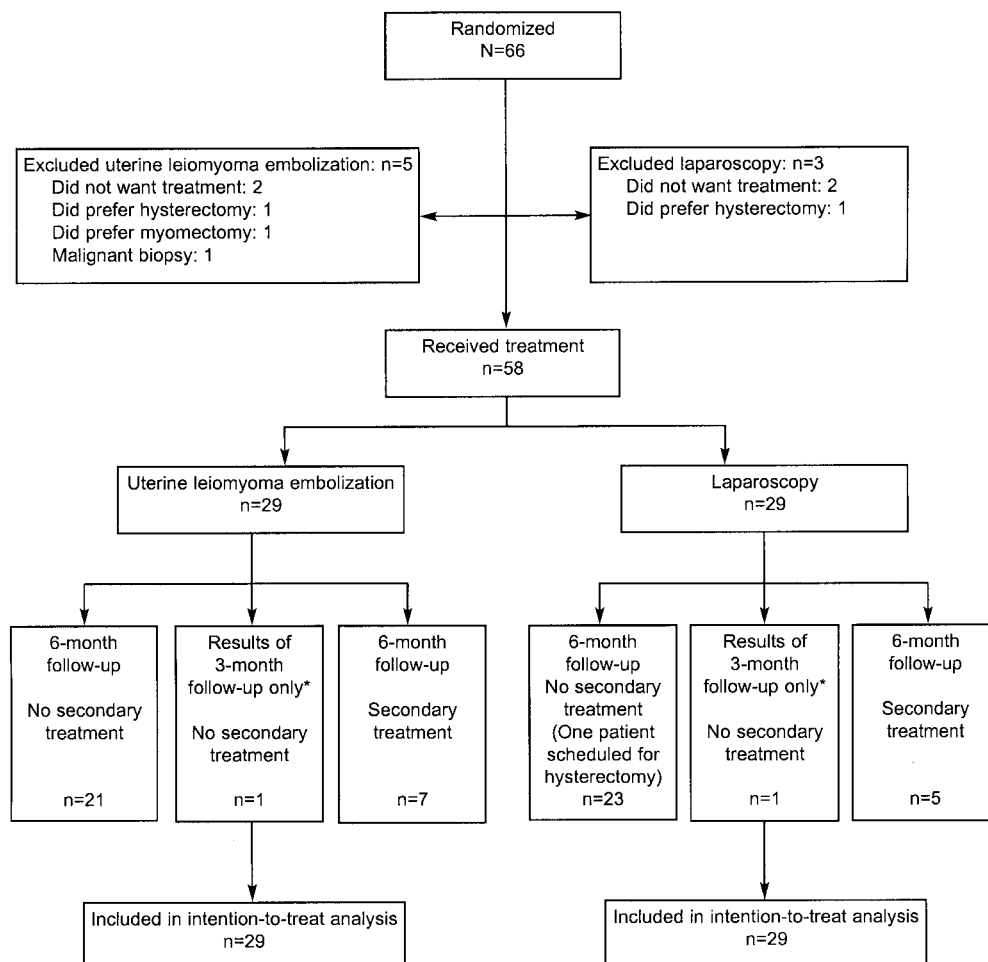 Randomized
N=66
Excluded uterine leiomyoma embolization: n=5
Did not want treatment: 2
Did prefer hysterectomy: 1
Did prefer myomectomy: 1
Malignant biopsy: 1
Excluded laparoscopy: n=3
Did not want treatment: 2
Did prefer hysterectomy: 1
Received treatment
n=58
Uterine leiomyoma embolization
n=29
Laparoscopy
n=29
6-month
follow-up
No secondary
treatment
n=21
Results of
3-month
follow-up only*
No secondary
treatment
n=1
6-month
follow-up
Secondary
treatment
n=7
6-month
follow-up
No secondary
treatment
(One patient
scheduled for
hysterectomy)
n=23
Results of
3-month
follow-up only*
No secondary
treatment
n=1
6-month
follow-up
Secondary
treatment
n=5
Included in intention-to-treat analysis
n=29
Included in intention-to-treat analysis
n=29